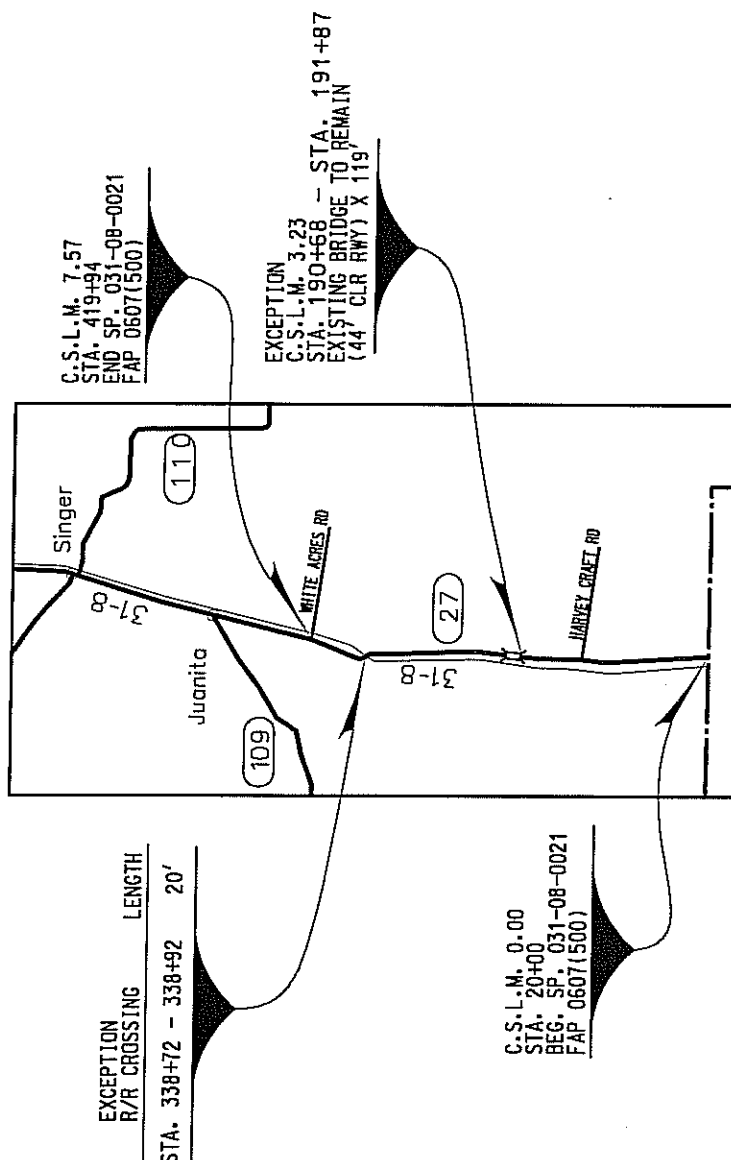 C.S.L.M. 7.57
STA. 419+94
END SP. 031-08-0021
FAP 0607(500)
EXCEPTION
C.S.L.M. 3.23
STA. 190+68 - STA. 191+87
EXISTING BRIDGE TO REMAIN
(44' CLR RWY) X 119'
Singer
110
31-8
WHITE ACRES RD
Juanita
109
27
31-8
HARVEY CRAFT RD
EXCEPTION
R/R CROSSING LENGTH
STA. 338+72 - 338+92 20'
C.S.L.M. 0.00
STA. 20+00
BEG. SP. 031-08-0021
FAP 0607(500)